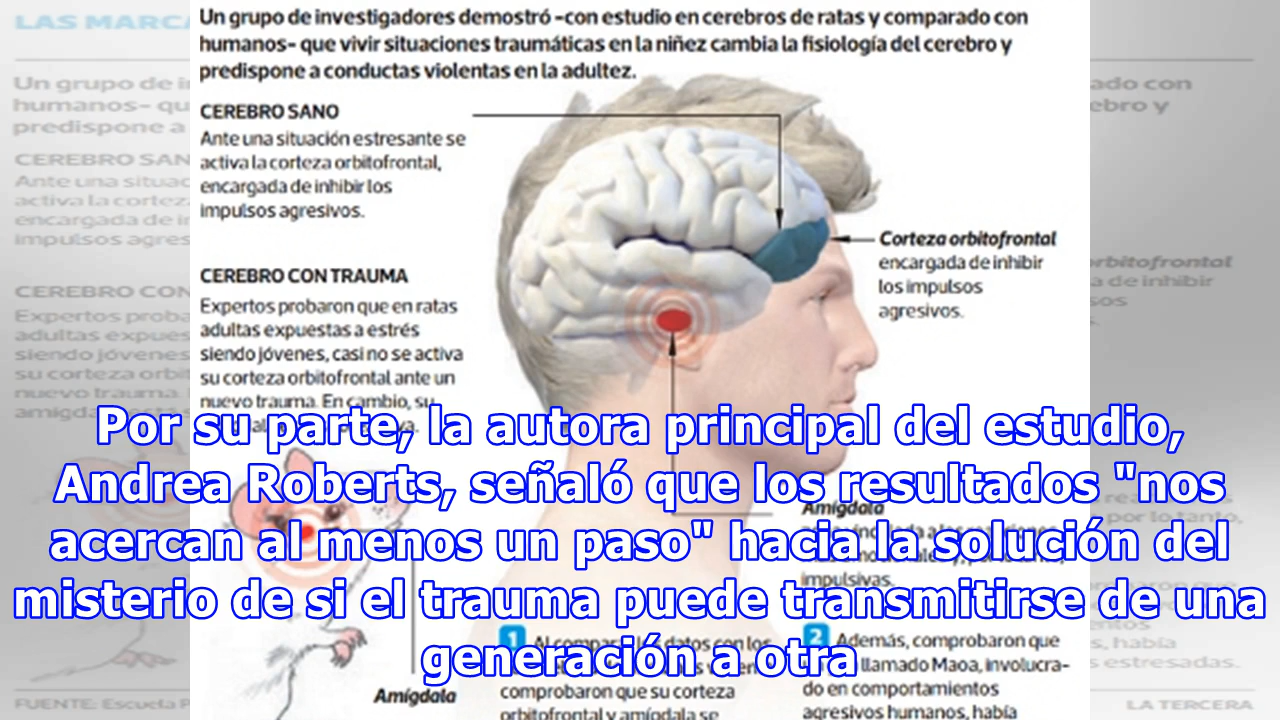 LAS MARCA
Un grupo de investigadores demostró –con estudio en cerebros de ratas y comparado con
humanos– que vivir situaciones traumáticas en la niñez cambia la fisiología del cerebro y
predispone a conductas violentas en la adultez.
CEREBRO SANO
Ante una situación estresante se
activa la corteza orbitofrontal,
encargada de inhibir los
impulsos agresivos.
Corteza orbitofrontal
encargada de inhibir
los impulsos
agresivos.
CEREBRO CON TRAUMA
Expertos probaron que en ratas
adultas expuestas a estrés
siendo jóvenes, casi no se activa
su corteza orbitofrontal ante un
nuevo trauma. En cambio, su
Por su parte, la autora principal del estudio,
Andrea Roberts, señaló que los resultados "nos
acercan al menos un paso" hacia la solución del
misterio de si el trauma puede transmitirse de una
generación a otra
Amígdala
impulsivas.
1 Al comparar los datos con los
comprobaron que su corteza
orbitofrontal y amígdala se
2 Además, comprobaron que
llamado Maoa, involucra-
do en comportamientos
agresivos humanos, había
Amígdala
FUENTE: Escuela P
LA TERCERA